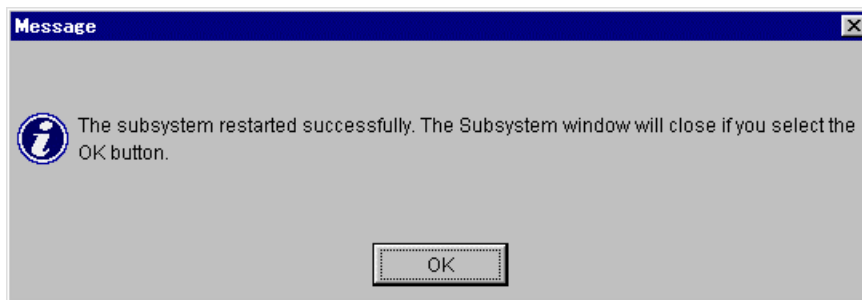 Message
The subsystem restarted successfully. The Subsystem window will close if you select the
OK button.
OK